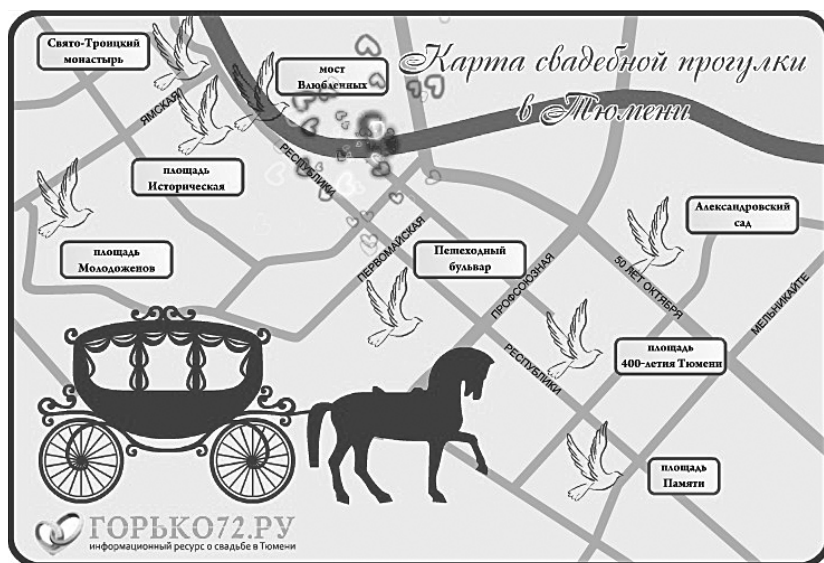 Карта свадебной прогулки
в Тюмени
Свято-Троицкий
монастырь
мост
Влюбленных
ЯМСКАЯ
площадь
Историческая
РЕСПУБЛИКИ
площадь
Молодоженов
ПЕРВОМАЙСКАЯ
Пешеходный
бульвар
Александровский
сад
ПРОФСОЮЗНАЯ
50 ЛЕТ ОКТЯБРЯ
МЕЛЬНИКАЙТЕ
РЕСПУБЛИКИ
площадь
400-летия Тюмени
площадь
Памяти
ГОРЬКО72.РУ
информационный ресурс о свадьбе в Тюмени